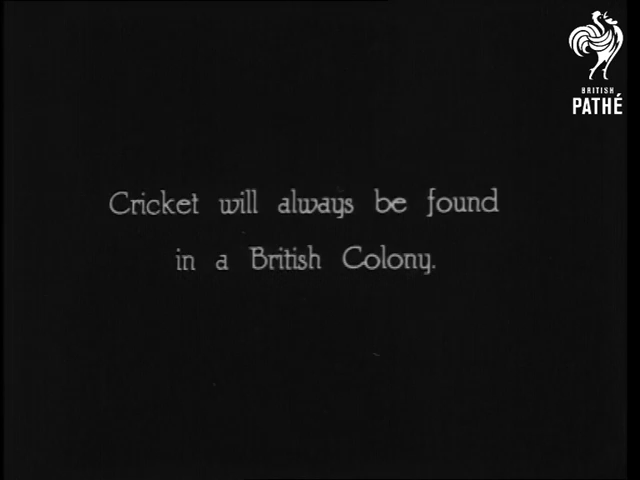 BRITISH
PATHÉ
Cricket will always be found
in a British Colony.